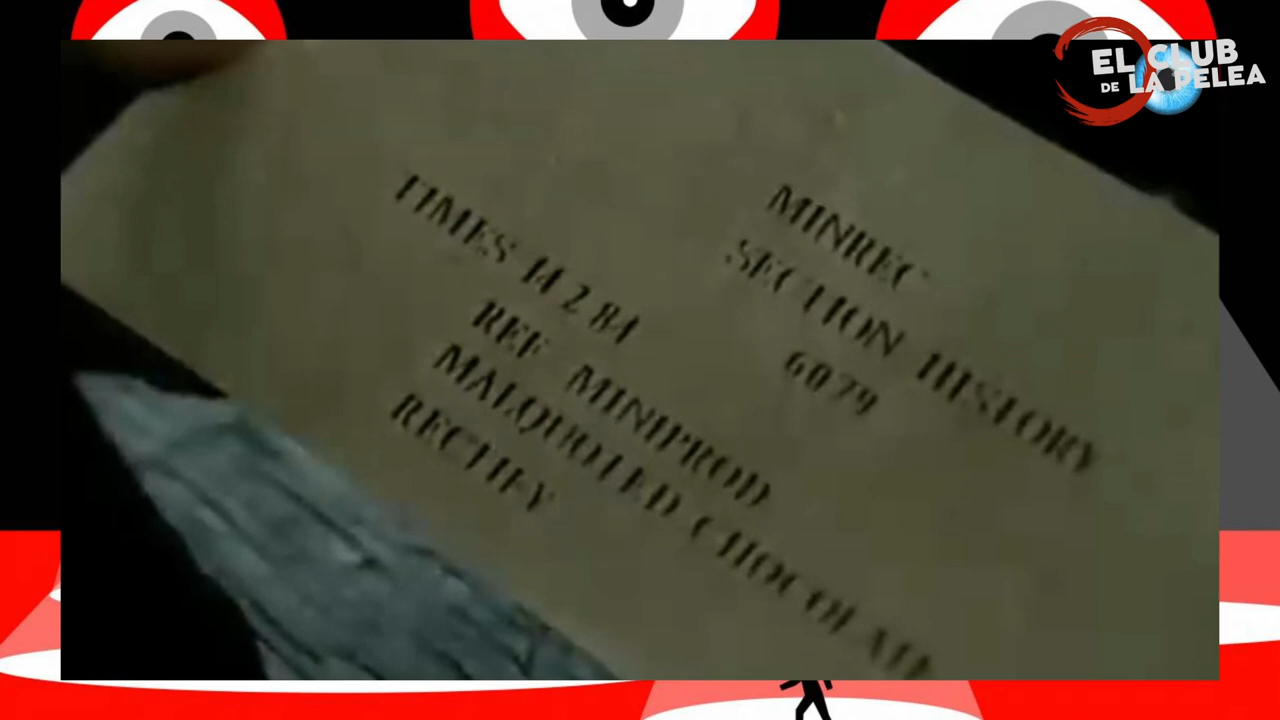 EL CLUB
DE LA PELEA
TIMES 14 2 84
MINREC
SECTION HISTORY
6079
REF MINIPROD
MALQUOTED CHOCOLATE
RECTIFY